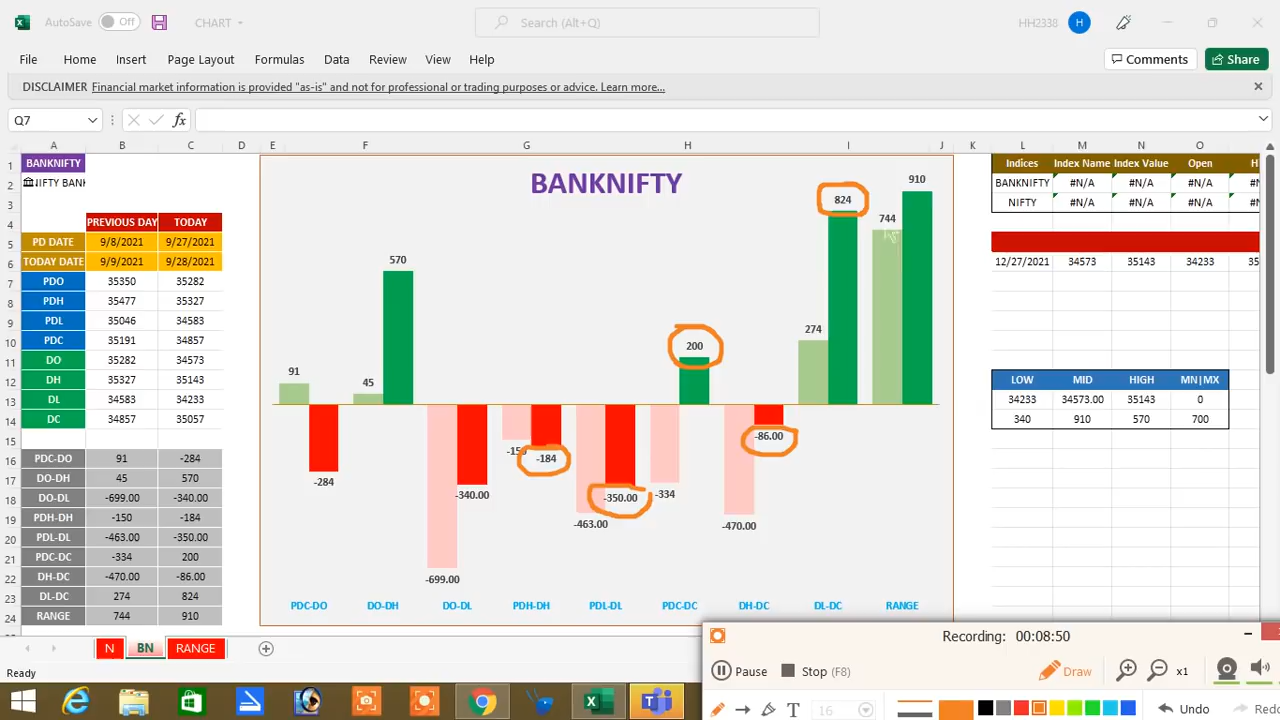 AutoSave Off CHART Search (Alt+Q) HH2338 H
File Home Insert Page Layout Formulas Data Review View Help Comments Share
DISCLAIMER Financial market information is provided "as-is" and not for professional or trading purposes or advice. Learn more...
Q7 fx
A B C D E F G H I J K L M N O
1 BANKNIFTY
2 NIFTY BANK
3
4 PREVIOUS DAY TODAY
5 PD DATE 9/8/2021 9/27/2021
6 TODAY DATE 9/9/2021 9/28/2021
7 PDO 35350 35282
8 PDH 35477 35327
9 PDL 35046 34583
10 PDC 35191 34857
11 DO 35282 34573
12 DH 35327 35143
13 DL 34583 34233
14 DC 34857 35057
15
16 PDC-DO 91 -284
17 DO-DH 45 570
18 DO-DL -699.00 -340.00
19 PDH-DH -150 -184
20 PDL-DL -463.00 -350.00
21 PDC-DC -334 200
22 DH-DC -470.00 -86.00
23 DL-DC 274 824
24 RANGE 744 910
BANKNIFTY
91 -284
45 570
-699.00 -340.00
-150 -184
-463.00 -350.00
-334 200
-470.00 -86.00
274 824
744 910
PDC-DO DO-DH DO-DL PDH-DH PDL-DL PDC-DC DH-DC DL-DC RANGE
Indices Index Name Index Value Open H
BANKNIFTY #N/A #N/A #N/A
NIFTY #N/A #N/A #N/A
12/27/2021 34573 35143 34233 35
LOW MID HIGH MN|MX
34233 34573.00 35143 0
340 910 570 700
N BN RANGE
Ready
Recording: 00:08:50
Pause Stop (F8) Draw x1
T 16 Undo Redo